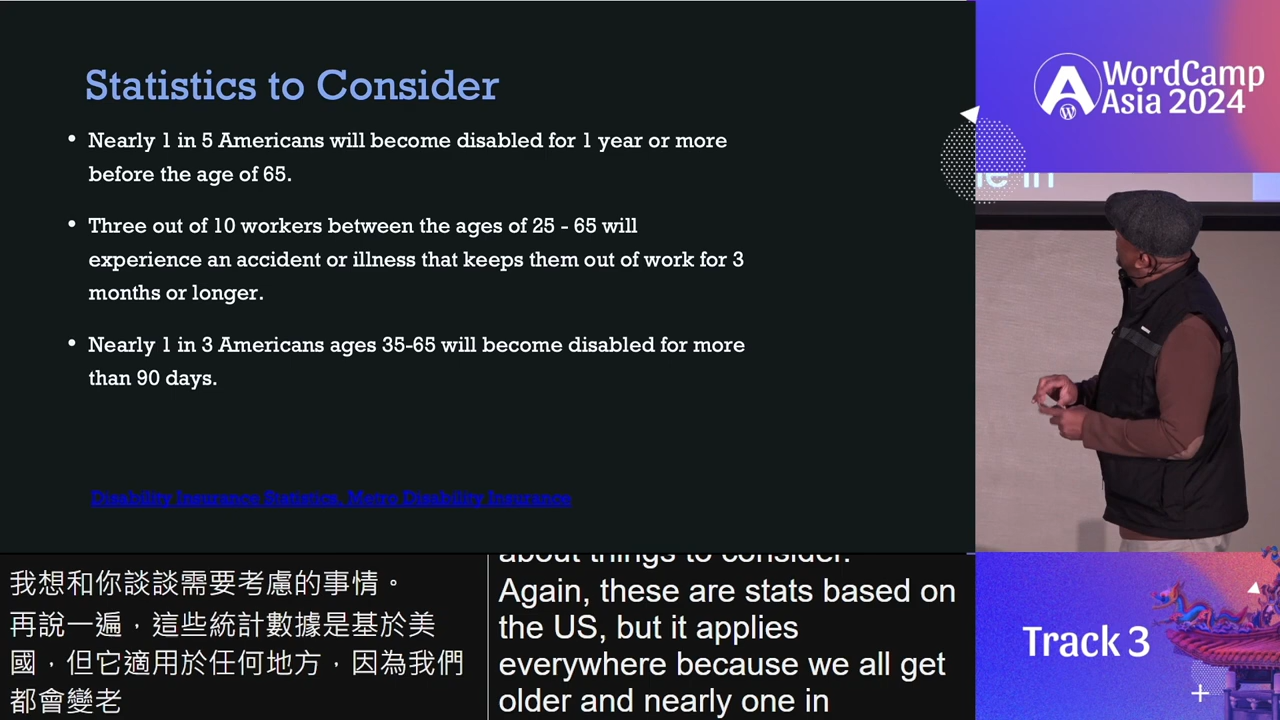 Statistics to Consider
• Nearly 1 in 5 Americans will become disabled for 1 year or more
before the age of 65.
• Three out of 10 workers between the ages of 25 - 65 will
experience an accident or illness that keeps them out of work for 3
months or longer.
• Nearly 1 in 3 Americans ages 35-65 will become disabled for more
than 90 days.
Disability Insurance Statistics, Metro Disability Insurance
WordCamp
Asia 2024
我想和你談談需要考慮的事情。
再說一遍，這些統計數據是基於美
國，但它適用於任何地方，因為我們
都會變老
about things to consider.
Again, these are stats based on
the US, but it applies
everywhere because we all get
older and nearly one in
Track 3